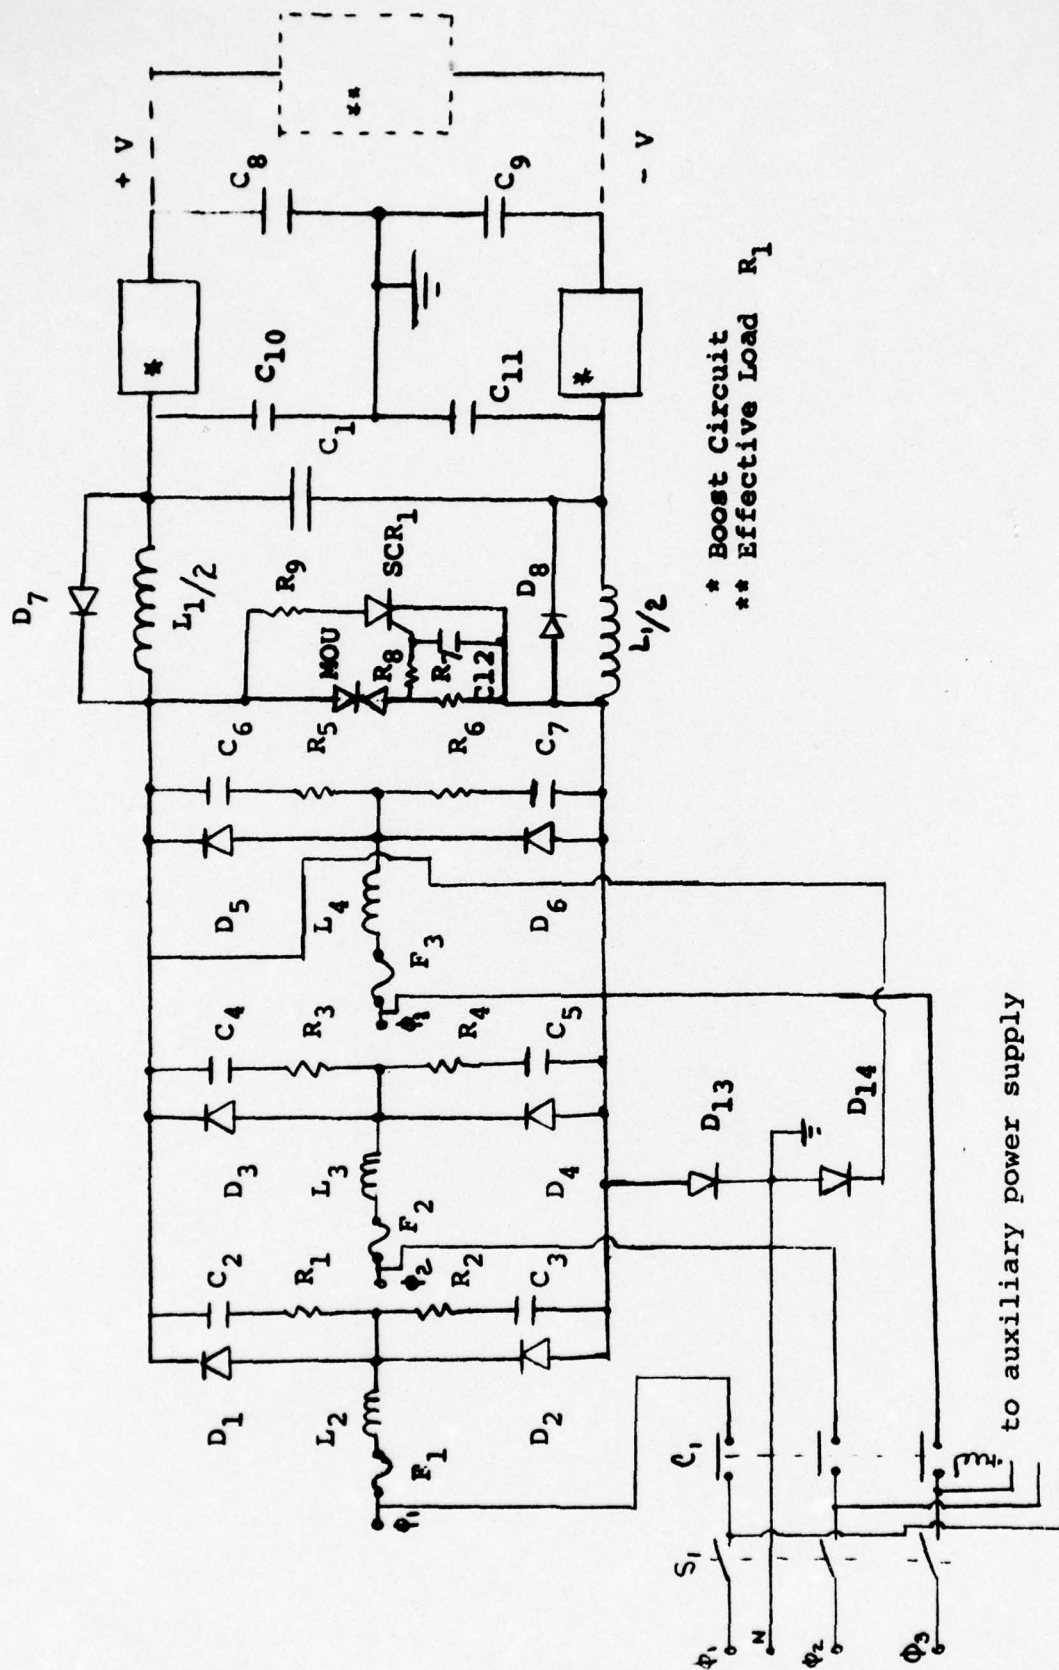 + V
**
- V
C8
C9
*
*
C10
C11
C1
D7
L1/2
R9
SCR1
MOU
R8
R7
C12
D8
L1/2
C6
R5
R6
C7
D5
L4
F3
D6
C4
R3
φ3
R4
C5
D3
L3
F2
D4
D13
D14
C2
R1
φ2
R2
C3
D1
L2
F1
D2
φ1
C1
S1
φ1
N
φ2
φ3
to auxiliary power supply
* Boost Circuit
** Effective Load R1